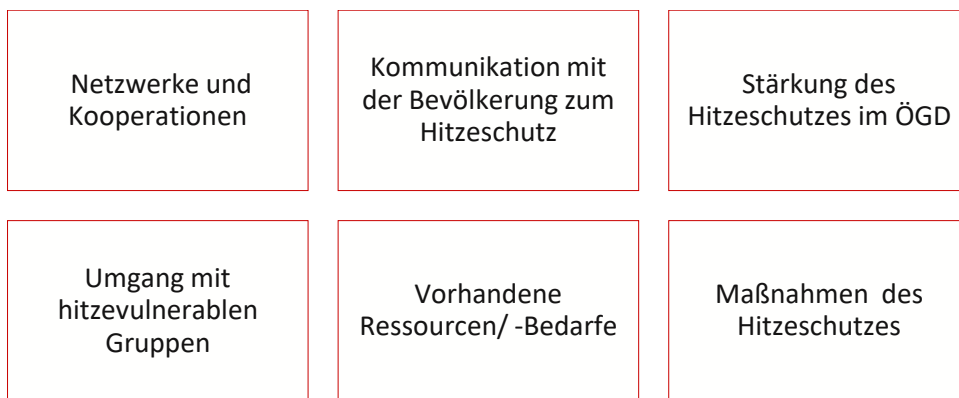 Netzwerke und
Kooperationen
Kommunikation mit
der Bevölkerung zum
Hitzeschutz
Stärkung des
Hitzeschutzes im ÖGD
Umgang mit
hitzevulnerablen
Gruppen
Vorhandene
Ressourcen/ -Bedarfe
Maßnahmen des
Hitzeschutzes